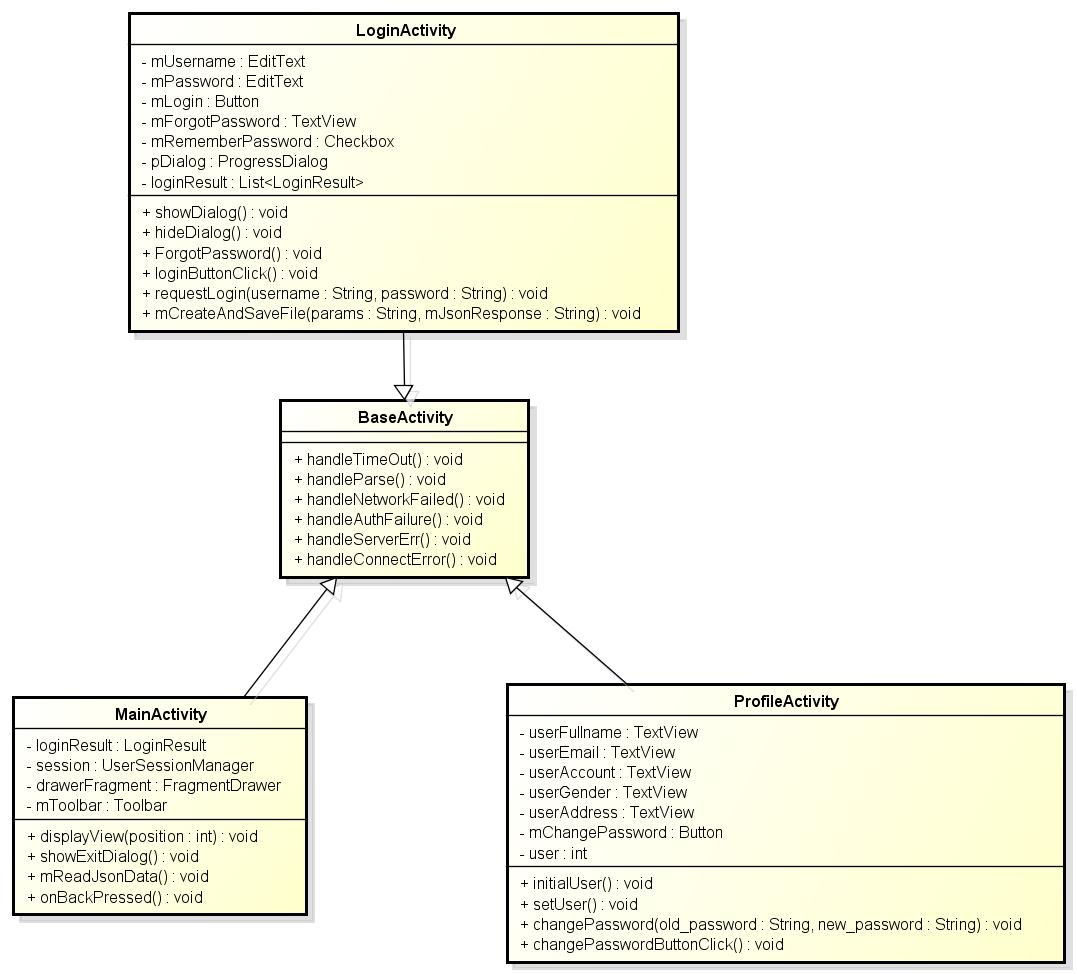 LoginActivity
- mUsername : EditText
- mPassword : EditText
- mLogin : Button
- mForgotPassword : TextView
- mRememberPassword : Checkbox
- pDialog : ProgressDialog
- loginResult : List<LoginResult>
+ showDialog() : void
+ hideDialog() : void
+ ForgotPassword() : void
+ loginButtonClick() : void
+ requestLogin(username : String, password : String) : void
+ mCreateAndSaveFile(params : String, mJsonResponse : String) : void
BaseActivity
+ handleTimeOut() : void
+ handleParse() : void
+ handleNetworkFailed() : void
+ handleAuthFailure() : void
+ handleServerErr() : void
+ handleConnectError() : void
MainActivity
- loginResult : LoginResult
- session : UserSessionManager
- drawerFragment : FragmentDrawer
- mToolbar : Toolbar
+ displayView(position : int) : void
+ showExitDialog() : void
+ mReadJsonData() : void
+ onBackPressed() : void
ProfileActivity
- userFullname : TextView
- userEmail : TextView
- userAccount : TextView
- userGender : TextView
- userAddress : TextView
- mChangePassword : Button
- user : int
+ initialUser() : void
+ setUser() : void
+ changePassword(old_password : String, new_password : String) : void
+ changePasswordButtonClick() : void